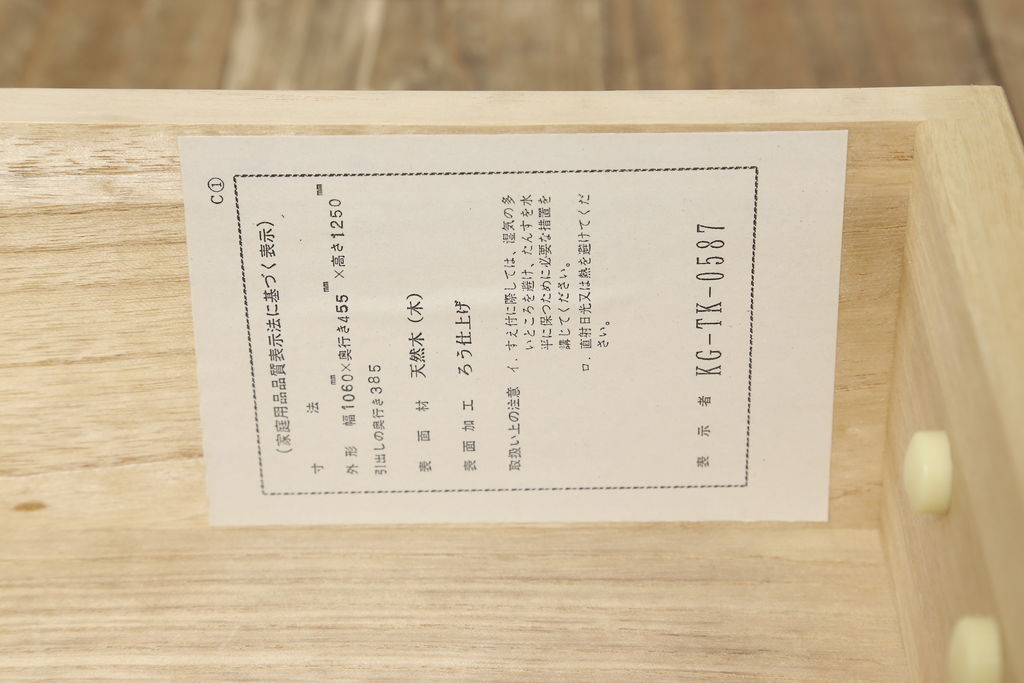 C①
(家庭用品品質表示法に基づく表示)
寸法
外形 幅1060mm×奥行き455mm×高さ1250mm
引出しの奥行き385
表面材 天然木(木)
表面加工 ろう仕上げ
取扱い上の注意 イ. すえ付に際しては、湿気の多
いところを避け、たんすを水
平に保つために必要な措置を
講じてください。
ロ. 直射日光又は熱を避けてくだ
さい。
表示者 KG-TK-0587